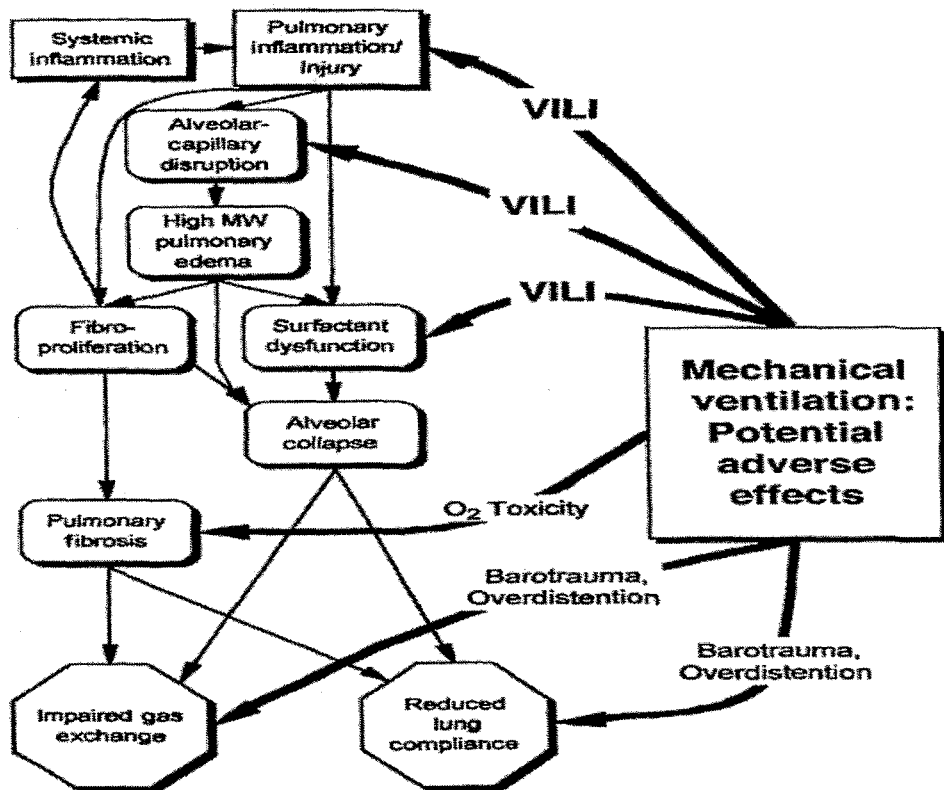 Systemic
inflammation
Pulmonary
inflammation/
Injury
VILI
Alveolar-
capillary
disruption
VILI
High MW
pulmonary
edema
VILI
Fibro-
proliferation
Surfactant
dysfunction
Mechanical
ventilation:
Potential
adverse
effects
Alveolar
collapse
O2 Toxicity
Pulmonary
fibrosis
Barotrauma,
Overdistention
Barotrauma,
Overdistention
Impaired gas
exchange
Reduced
lung
compliance